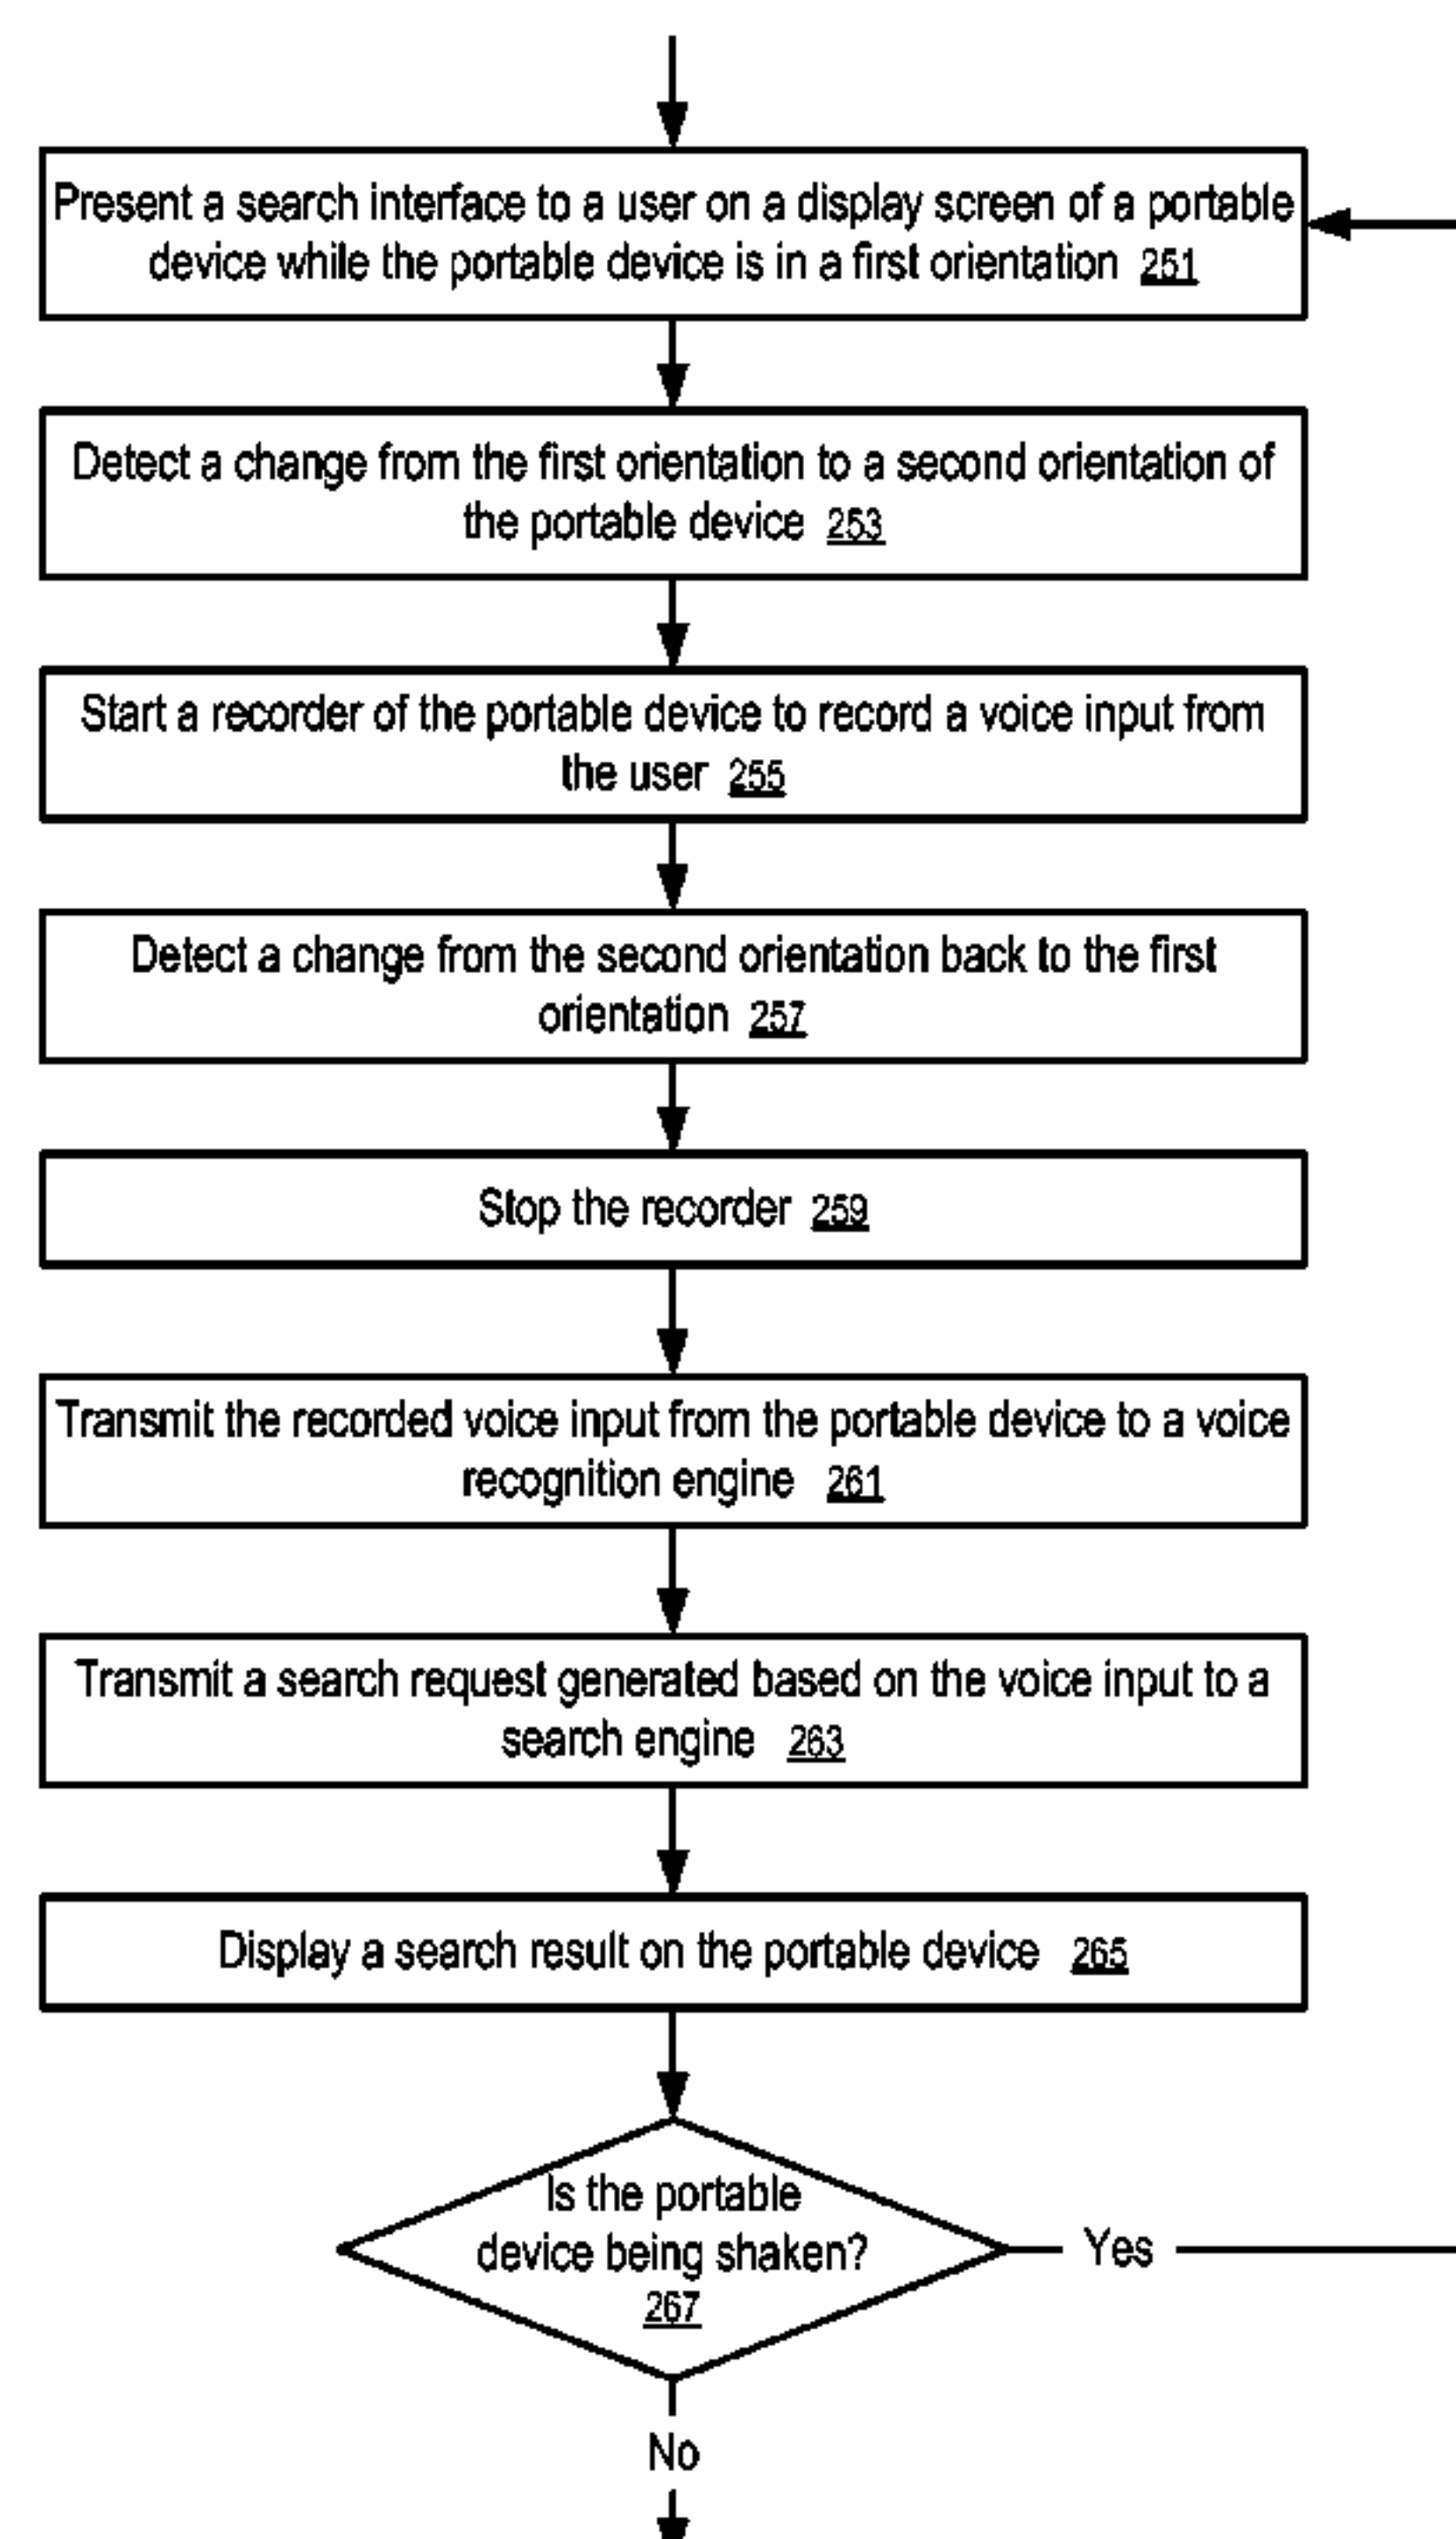 Present a search interface to a user on a display screen of a portable
device while the portable device is in a first orientation 251
Detect a change from the first orientation to a second orientation of
the portable device 253
Start a recorder of the portable device to record a voice input from
the user 255
Detect a change from the second orientation back to the first
orientation 257
Stop the recorder 259
Transmit the recorded voice input from the portable device to a voice
recognition engine 261
Transmit a search request generated based on the voice input to a
search engine 263
Display a search result on the portable device 265
Is the portable
device being shaken?
267
Yes
No